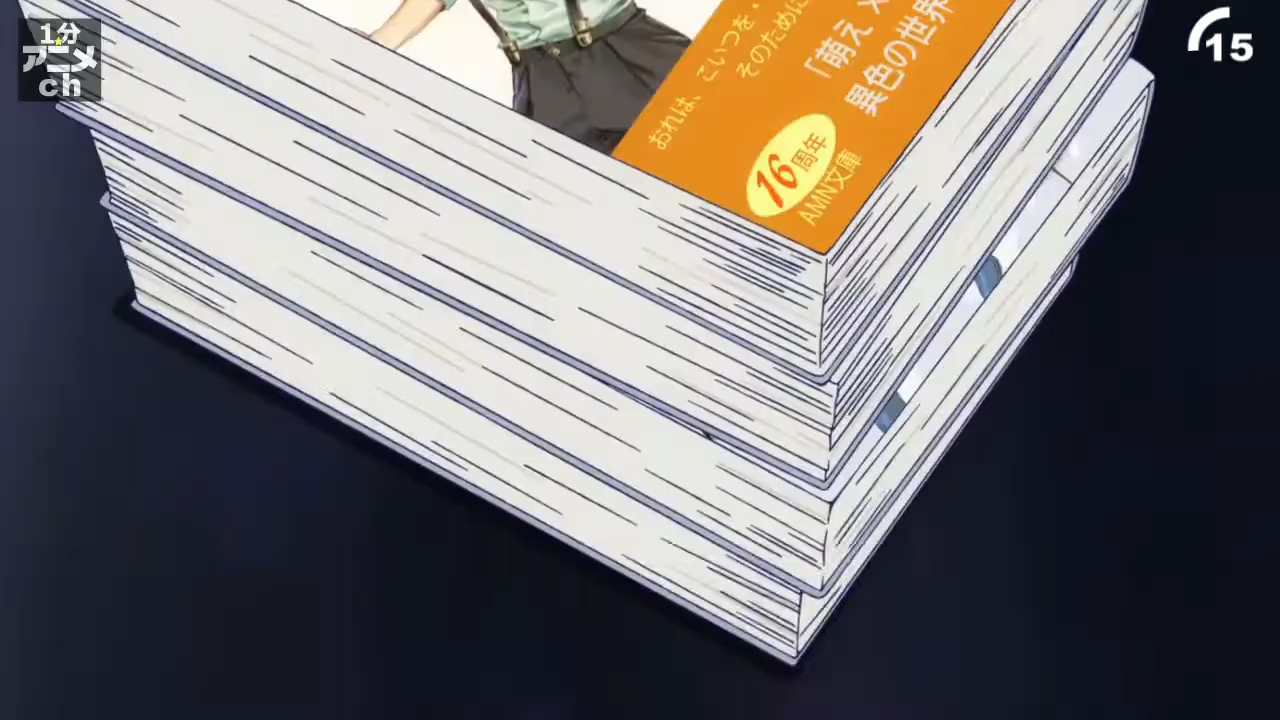 1分
アニメ
ch
15
おれは、こいつを・
そのために
「萌え
異色の世界
16周年
AMN文庫